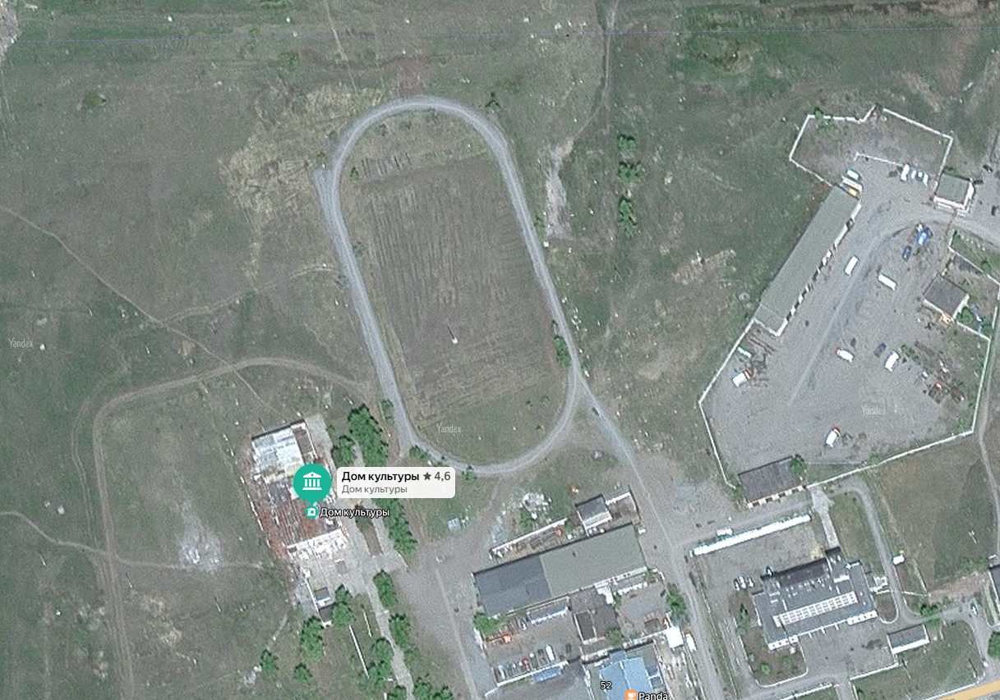 Yandex
Yandex
Yandex
Дом культуры ★ 4,6
Дом культуры
Дом культуры
52
Panda